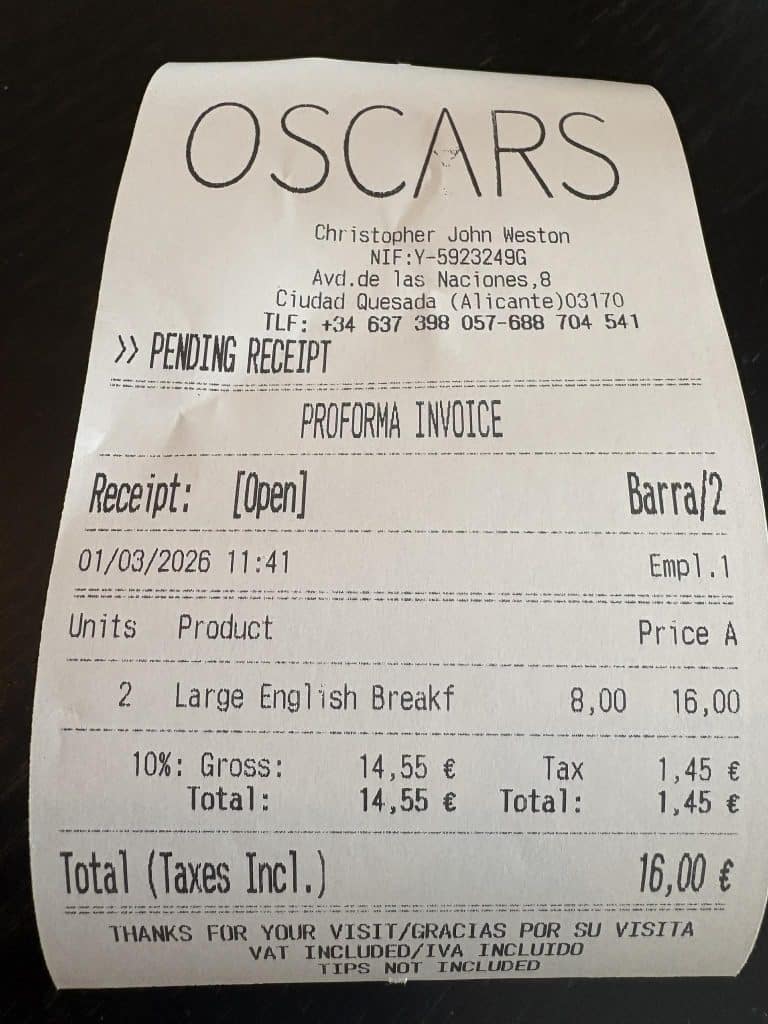 OSCARS
Christopher John Weston
NIF:Y-5923249G
Avd.de las Naciones,8
Ciudad Quesada (Alicante)03170
TLF: +34 637 398 057-688 704 541
>> PENDING RECEIPT
PROFORMA INVOICE
Receipt: [Open] Barra/2
01/03/2026 11:41 Empl.1
Units Product Price A
2 Large English Breakf 8,00 16,00
10%: Gross: 14,55 € Tax 1,45 €
Total: 14,55 € Total: 1,45 €
Total (Taxes Incl.) 16,00 €
THANKS FOR YOUR VISIT/GRACIAS POR SU VISITA
VAT INCLUDED/IVA INCLUIDO
TIPS NOT INCLUDED